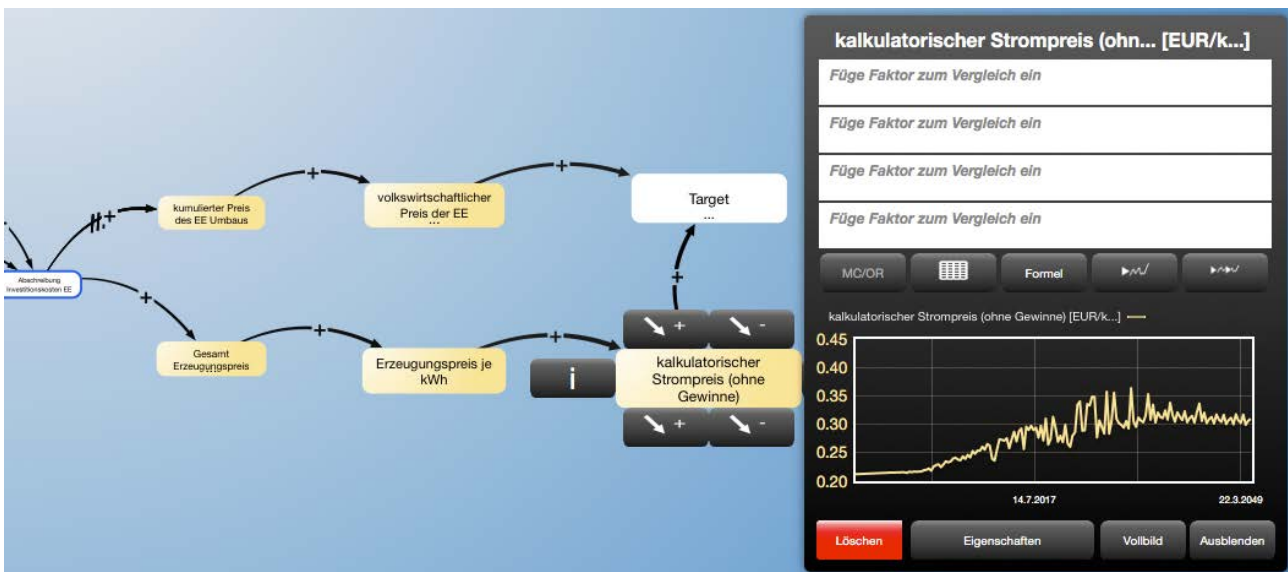 kumulierter Preis
des EE Umbaus
volkswirtschaftlicher
Preis der EE
...
Target
...
Abschreibung
Investitionskosten EE
Gesamt
Erzeugungspreis
...
Erzeugungspreis je
kWh
i
kalkulatorischer
Strompreis (ohne
Gewinne)
+
+
+
+
+
+
+
+ -
+ -
kalkulatorischer Strompreis (ohn... [EUR/k...]
Füge Faktor zum Vergleich ein
Füge Faktor zum Vergleich ein
Füge Faktor zum Vergleich ein
Füge Faktor zum Vergleich ein
MC/OR
Formel
kalkulatorischer Strompreis (ohne Gewinne) [EUR/k...]
0.45
0.40
0.35
0.30
0.25
0.20
14.7.2017 22.3.2049
Löschen Eigenschaften Vollbild Ausblenden